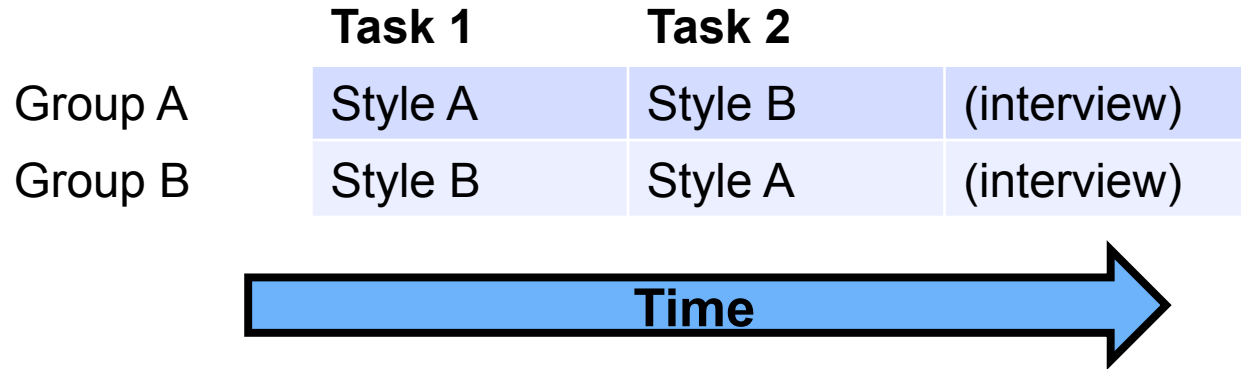 Task 1 Task 2
Group A Style A Style B (interview)
Group B Style B Style A (interview)
Time